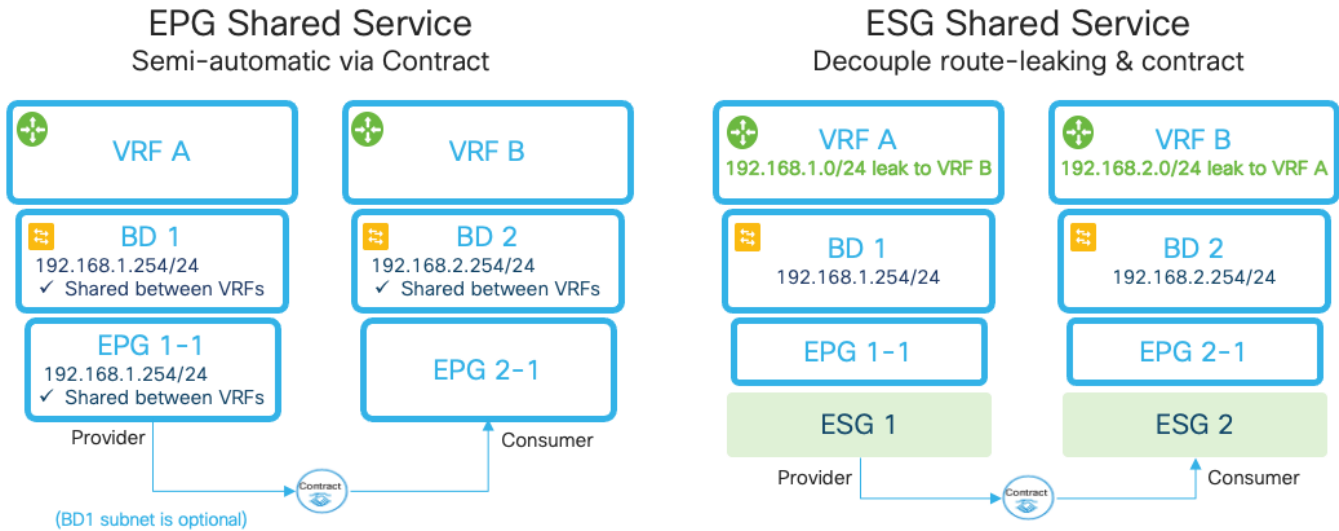 EPG Shared Service
Semi-automatic via Contract
VRF A
VRF B
BD 1
192.168.1.254/24
✓ Shared between VRFs
BD 2
192.168.2.254/24
✓ Shared between VRFs
EPG 1-1
192.168.1.254/24
✓ Shared between VRFs
EPG 2-1
Provider
Consumer
Contract
(BD1 subnet is optional)
ESG Shared Service
Decouple route-leaking & contract
VRF A
192.168.1.0/24 leak to VRF B
VRF B
192.168.2.0/24 leak to VRF A
BD 1
192.168.1.254/24
BD 2
192.168.2.254/24
EPG 1-1
EPG 2-1
ESG 1
ESG 2
Provider
Consumer
Contract